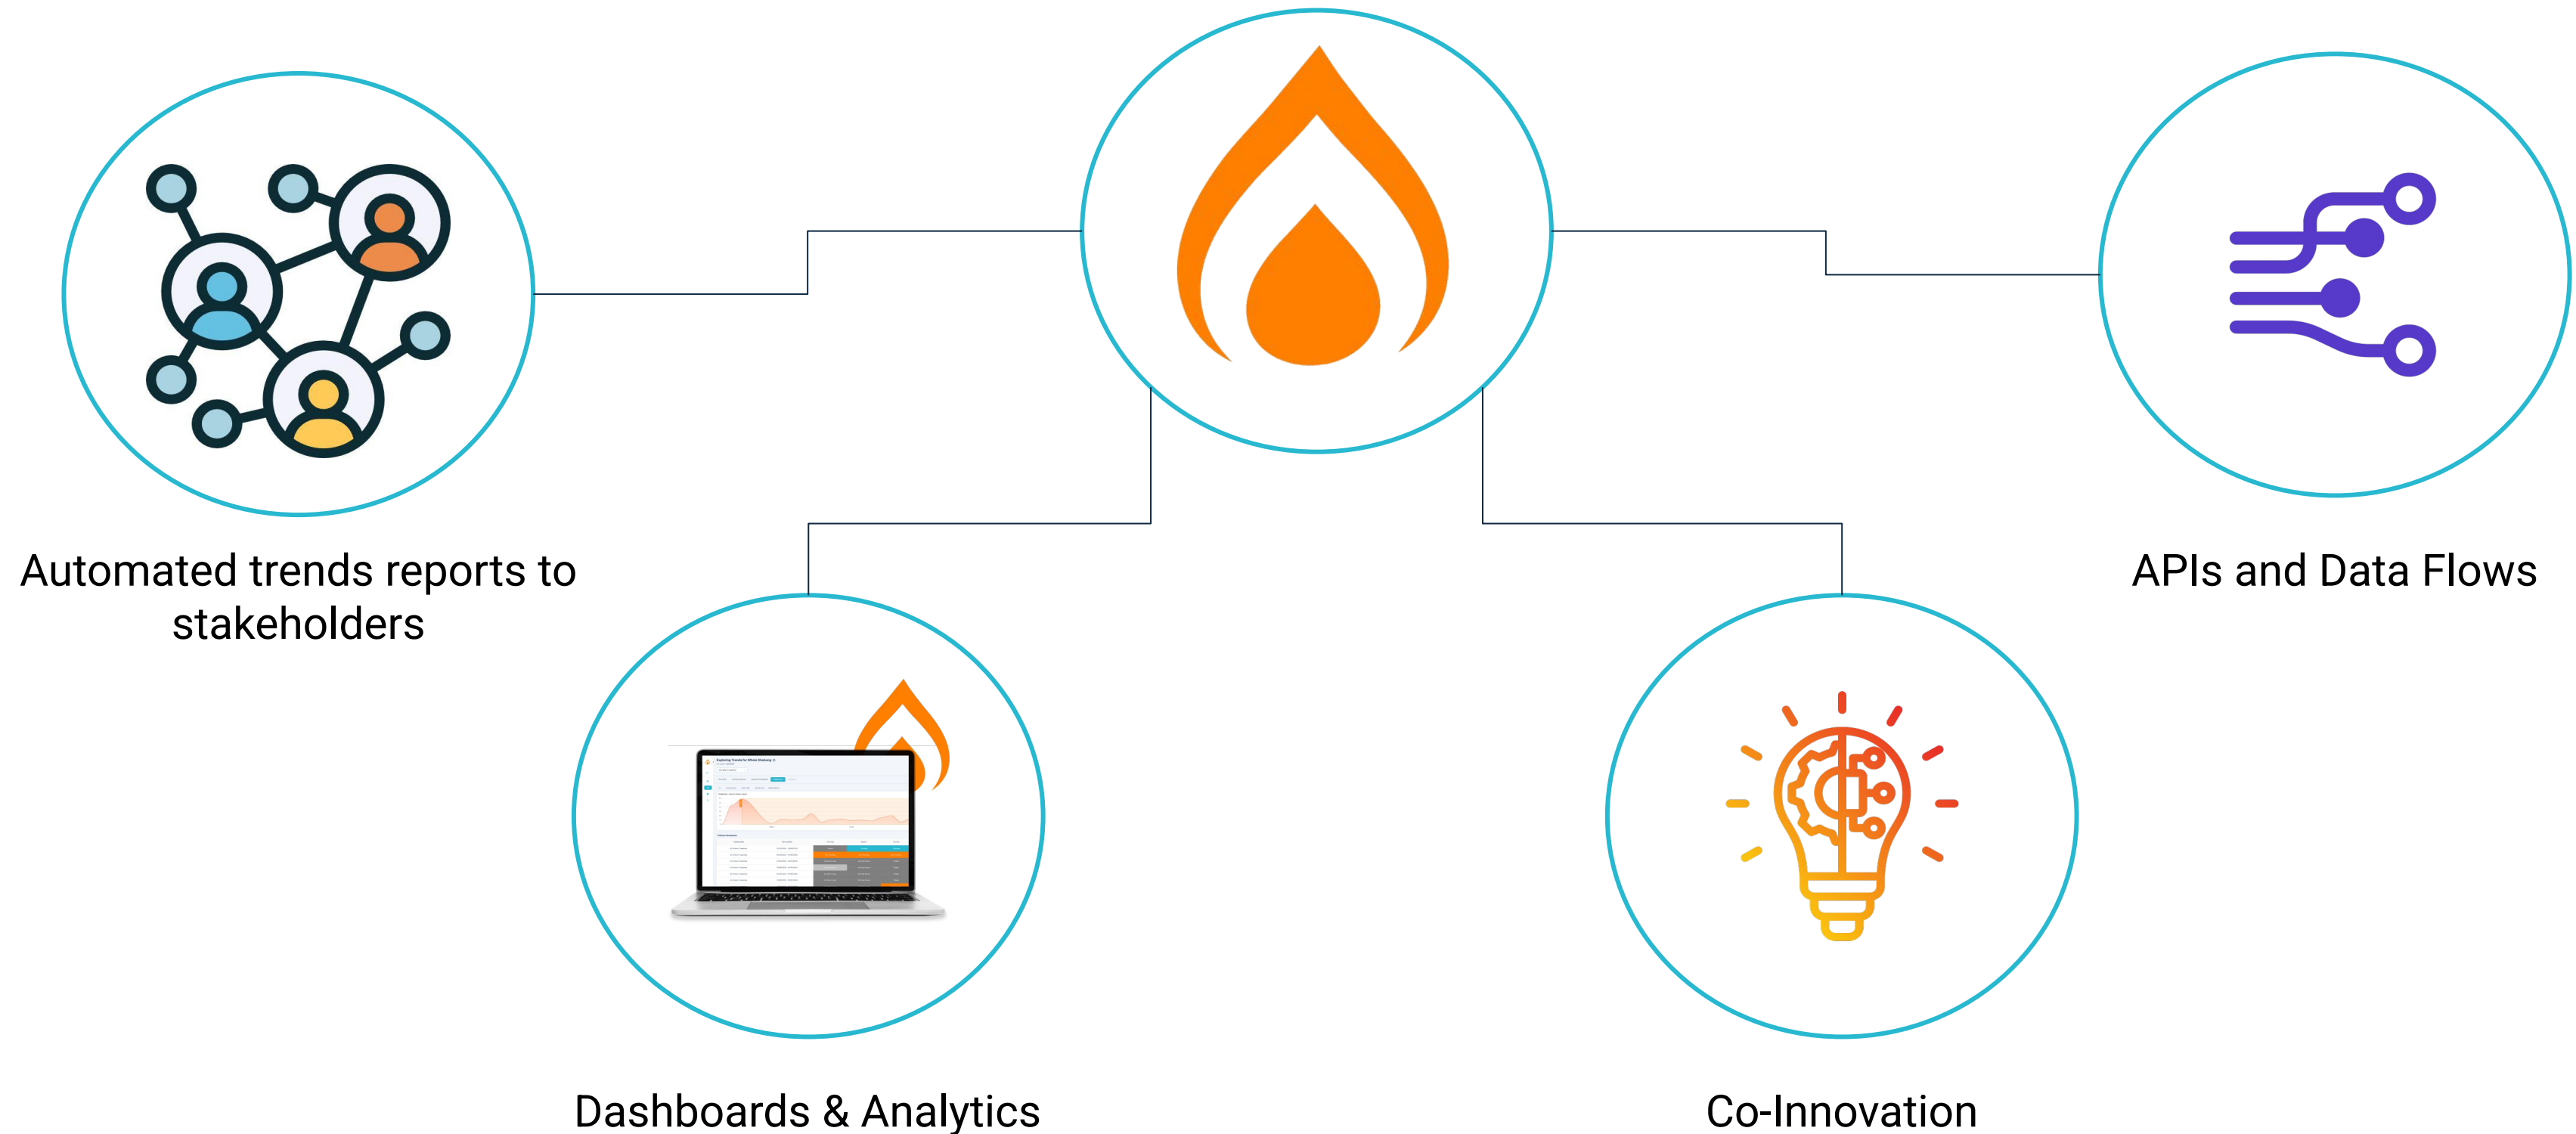 Automated trends reports to
stakeholders
APIs and Data Flows
Dashboards & Analytics
Co-Innovation